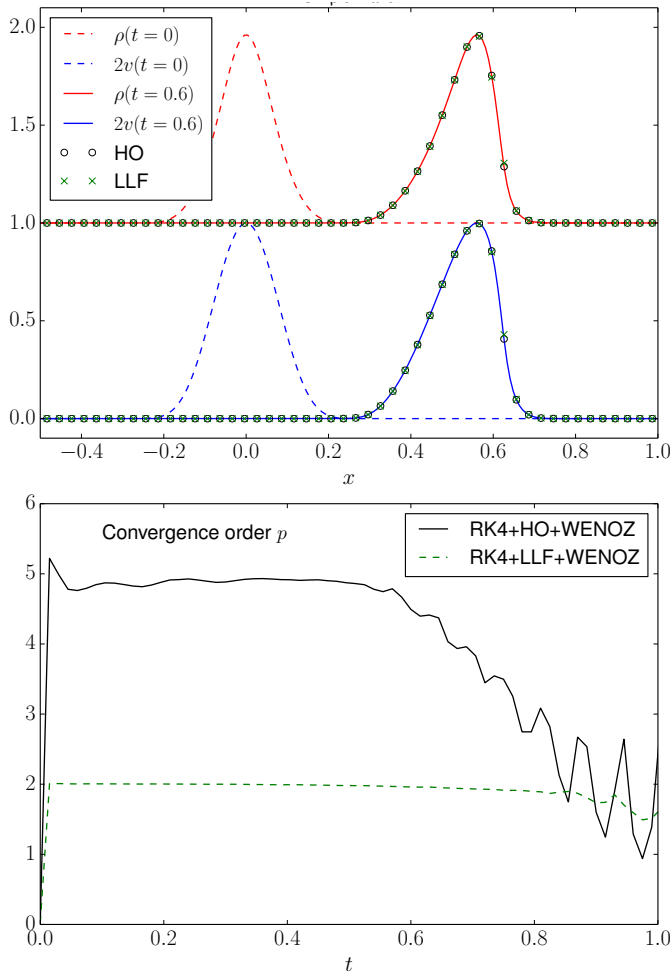 2.0
1.5
1.0
0.5
0.0
ρ(t = 0)
2v(t = 0)
ρ(t = 0.6)
2v(t = 0.6)
HO
LLF
−0.4 −0.2 0.0 0.2 0.4 0.6 0.8 1.0
x
6
5
4
3
2
1
0
Convergence order p
RK4+HO+WENOZ
RK4+LLF+WENOZ
0.0 0.2 0.4 0.6 0.8 1.0
t